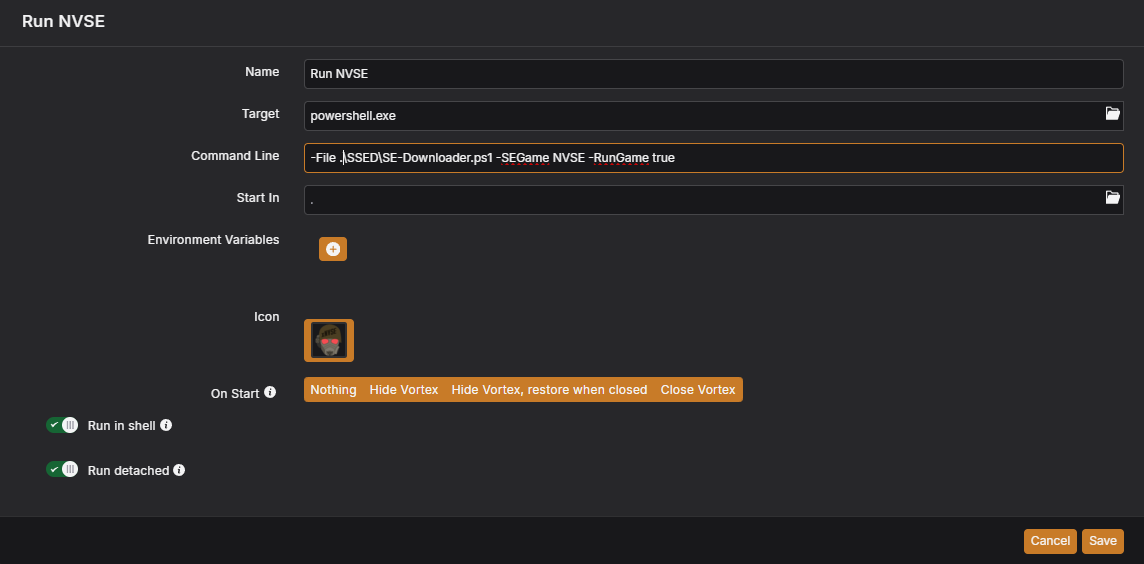 Run NVSE
Name
Run NVSE
Target
powershell.exe
Command Line
-File .\SSED\SE-Downloader.ps1 -SEGame NVSE -RunGame true
Start In
.
Environment Variables
Icon
On Start
Nothing Hide Vortex Hide Vortex, restore when closed Close Vortex
Run in shell
Run detached
Cancel Save